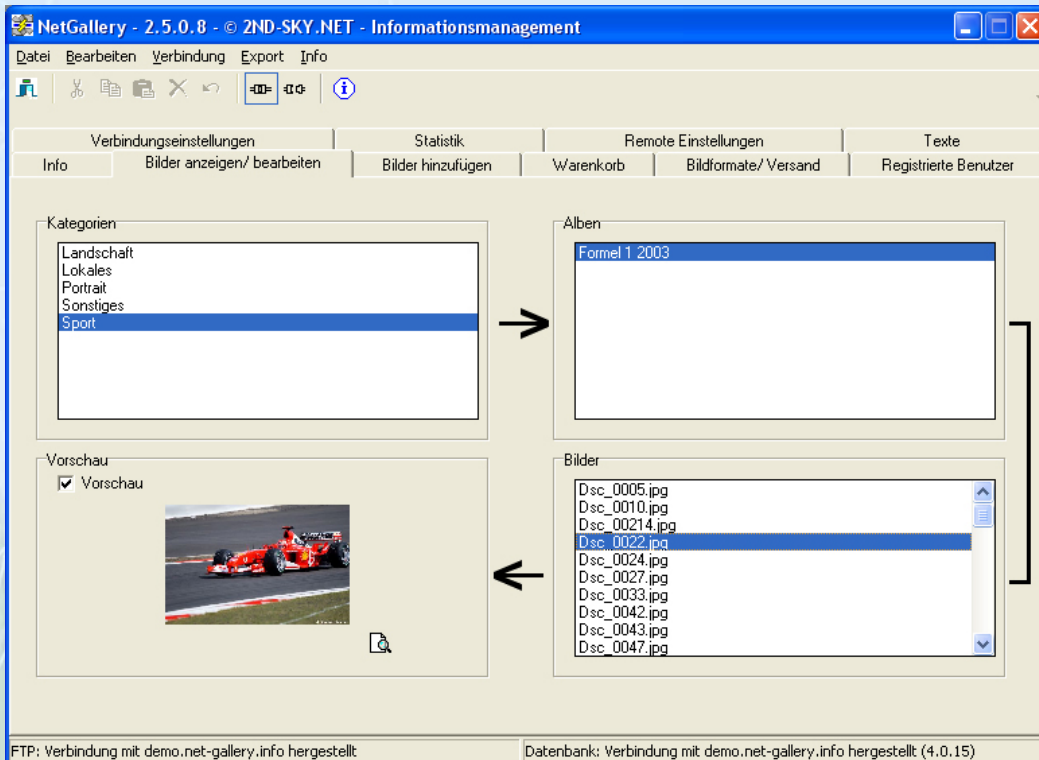 NetGallery - 2.5.0.8 - © 2ND-SKY.NET - Informationsmanagement
Datei Bearbeiten Verbindung Export Info
Verbindungseinstellungen Statistik Remote Einstellungen Texte
Info Bilder anzeigen/ bearbeiten Bilder hinzufügen Warenkorb Bildformate/ Versand Registrierte Benutzer
Kategorien
Landschaft
Lokales
Portrait
Sonstiges
Sport
Alben
Formel 1 2003
Vorschau
Vorschau
Bilder
Dsc_0005.jpg
Dsc_0010.jpg
Dsc_00214.jpg
Dsc_0022.jpg
Dsc_0024.jpg
Dsc_0027.jpg
Dsc_0033.jpg
Dsc_0042.jpg
Dsc_0043.jpg
Dsc_0047.jpg
FTP: Verbindung mit demo.net-gallery.info hergestellt
Datenbank: Verbindung mit demo.net-gallery.info hergestellt (4.0.15)